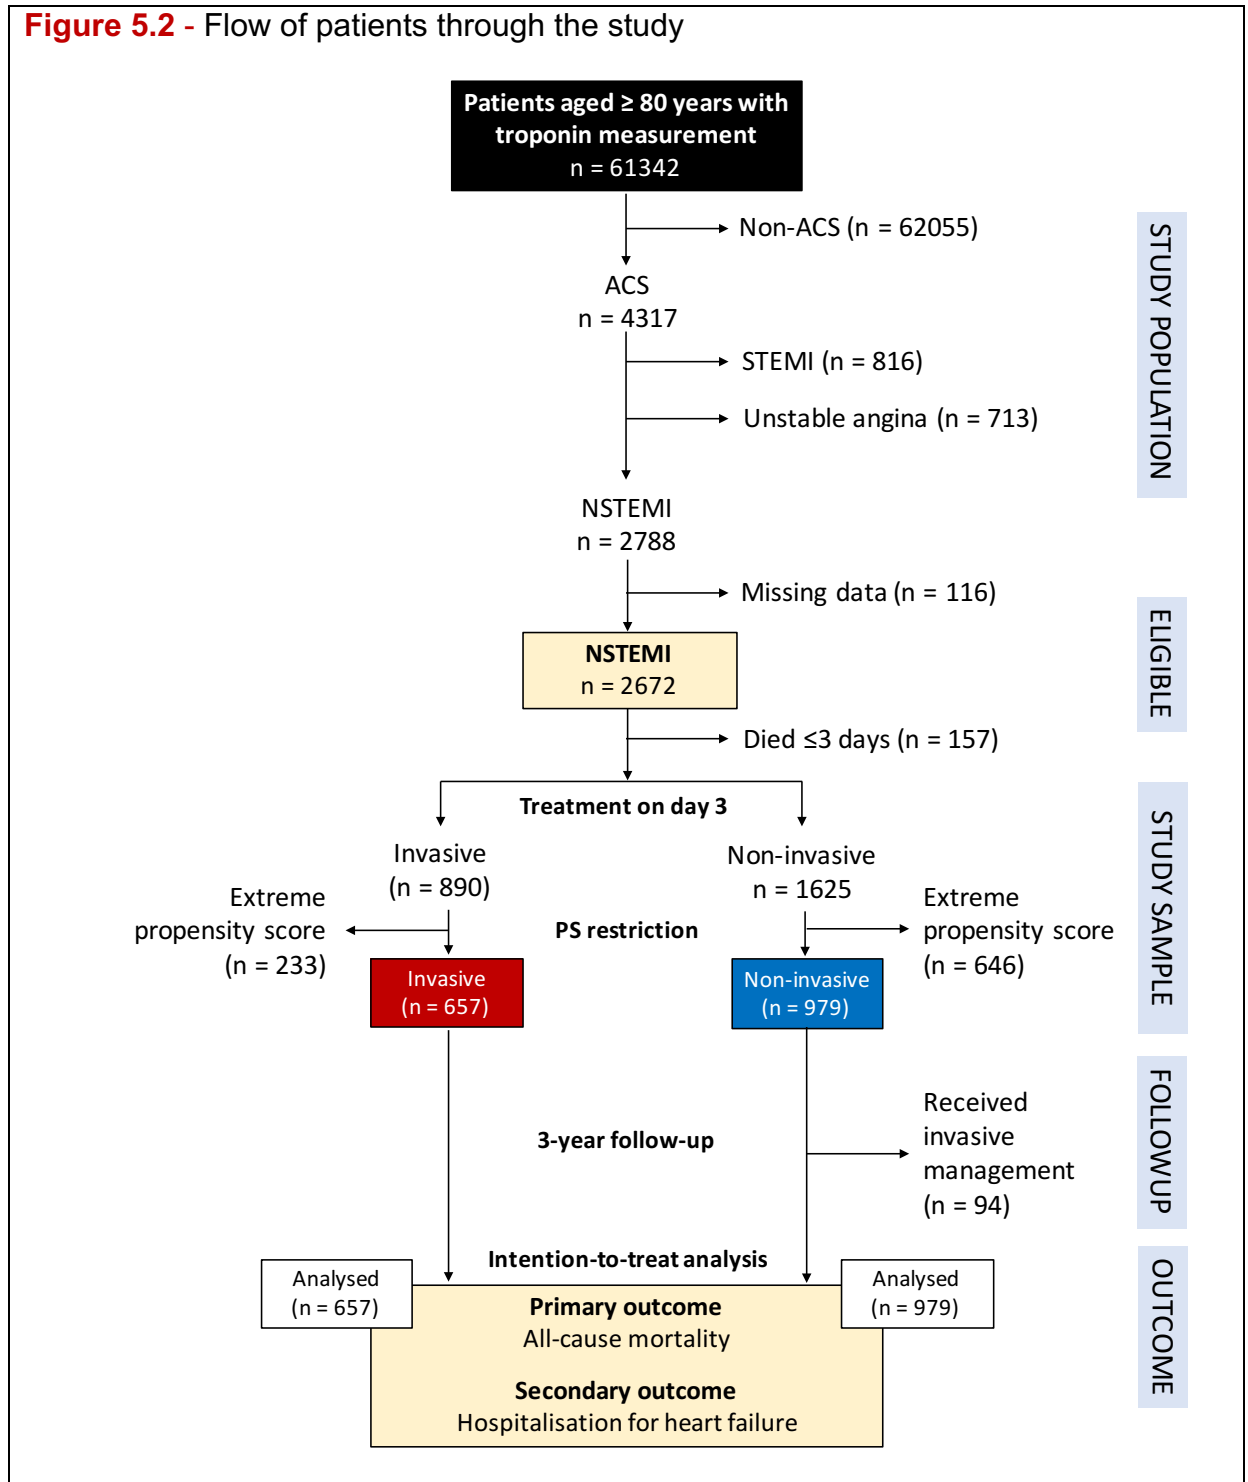 Figure 5.2 - Flow of patients through the study
Patients aged ≥ 80 years with
troponin measurement
n = 61342
Non-ACS (n = 62055)
ACS
n = 4317
STEMI (n = 816)
Unstable angina (n = 713)
STUDY POPULATION
NSTEMI
n = 2788
Missing data (n = 116)
NSTEMI
n = 2672
ELIGIBLE
Died ≤3 days (n = 157)
Treatment on day 3
Invasive
(n = 890)
Non-invasive
n = 1625
Extreme
propensity score
(n = 233)
PS restriction
Extreme
propensity score
(n = 646)
Invasive
(n = 657)
Non-invasive
(n = 979)
STUDY SAMPLE
3-year follow-up
Received
invasive
management
(n = 94)
FOLLOWUP
Intention-to-treat analysis
Analysed
(n = 657)
Analysed
(n = 979)
Primary outcome
All-cause mortality
Secondary outcome
Hospitalisation for heart failure
OUTCOME